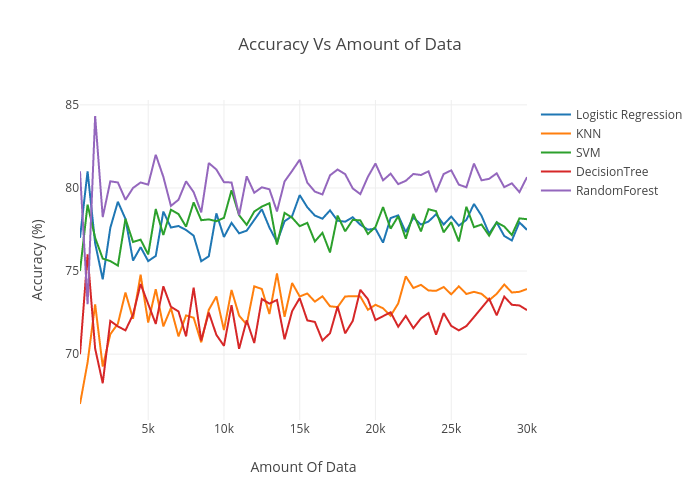 Accuracy Vs Amount of Data
85
80
75
70
Accuracy (%)
5k
10k
15k
20k
25k
30k
Amount Of Data
Logistic Regression
KNN
SVM
DecisionTree
RandomForest